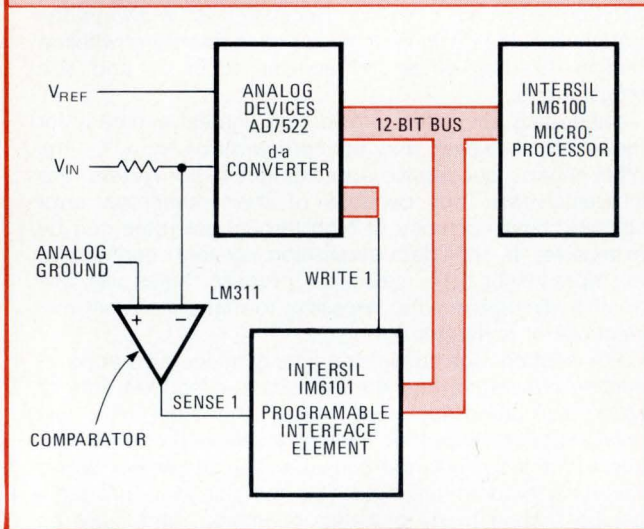 V_REF
V_IN
ANALOG
DEVICES
AD7522
d-a
CONVERTER
12-BIT BUS
INTERSIL
IM6100
MICRO-
PROCESSOR
ANALOG
GROUND
+
−
LM311
WRITE 1
COMPARATOR
SENSE 1
INTERSIL
IM6101
PROGRAMABLE
INTERFACE
ELEMENT